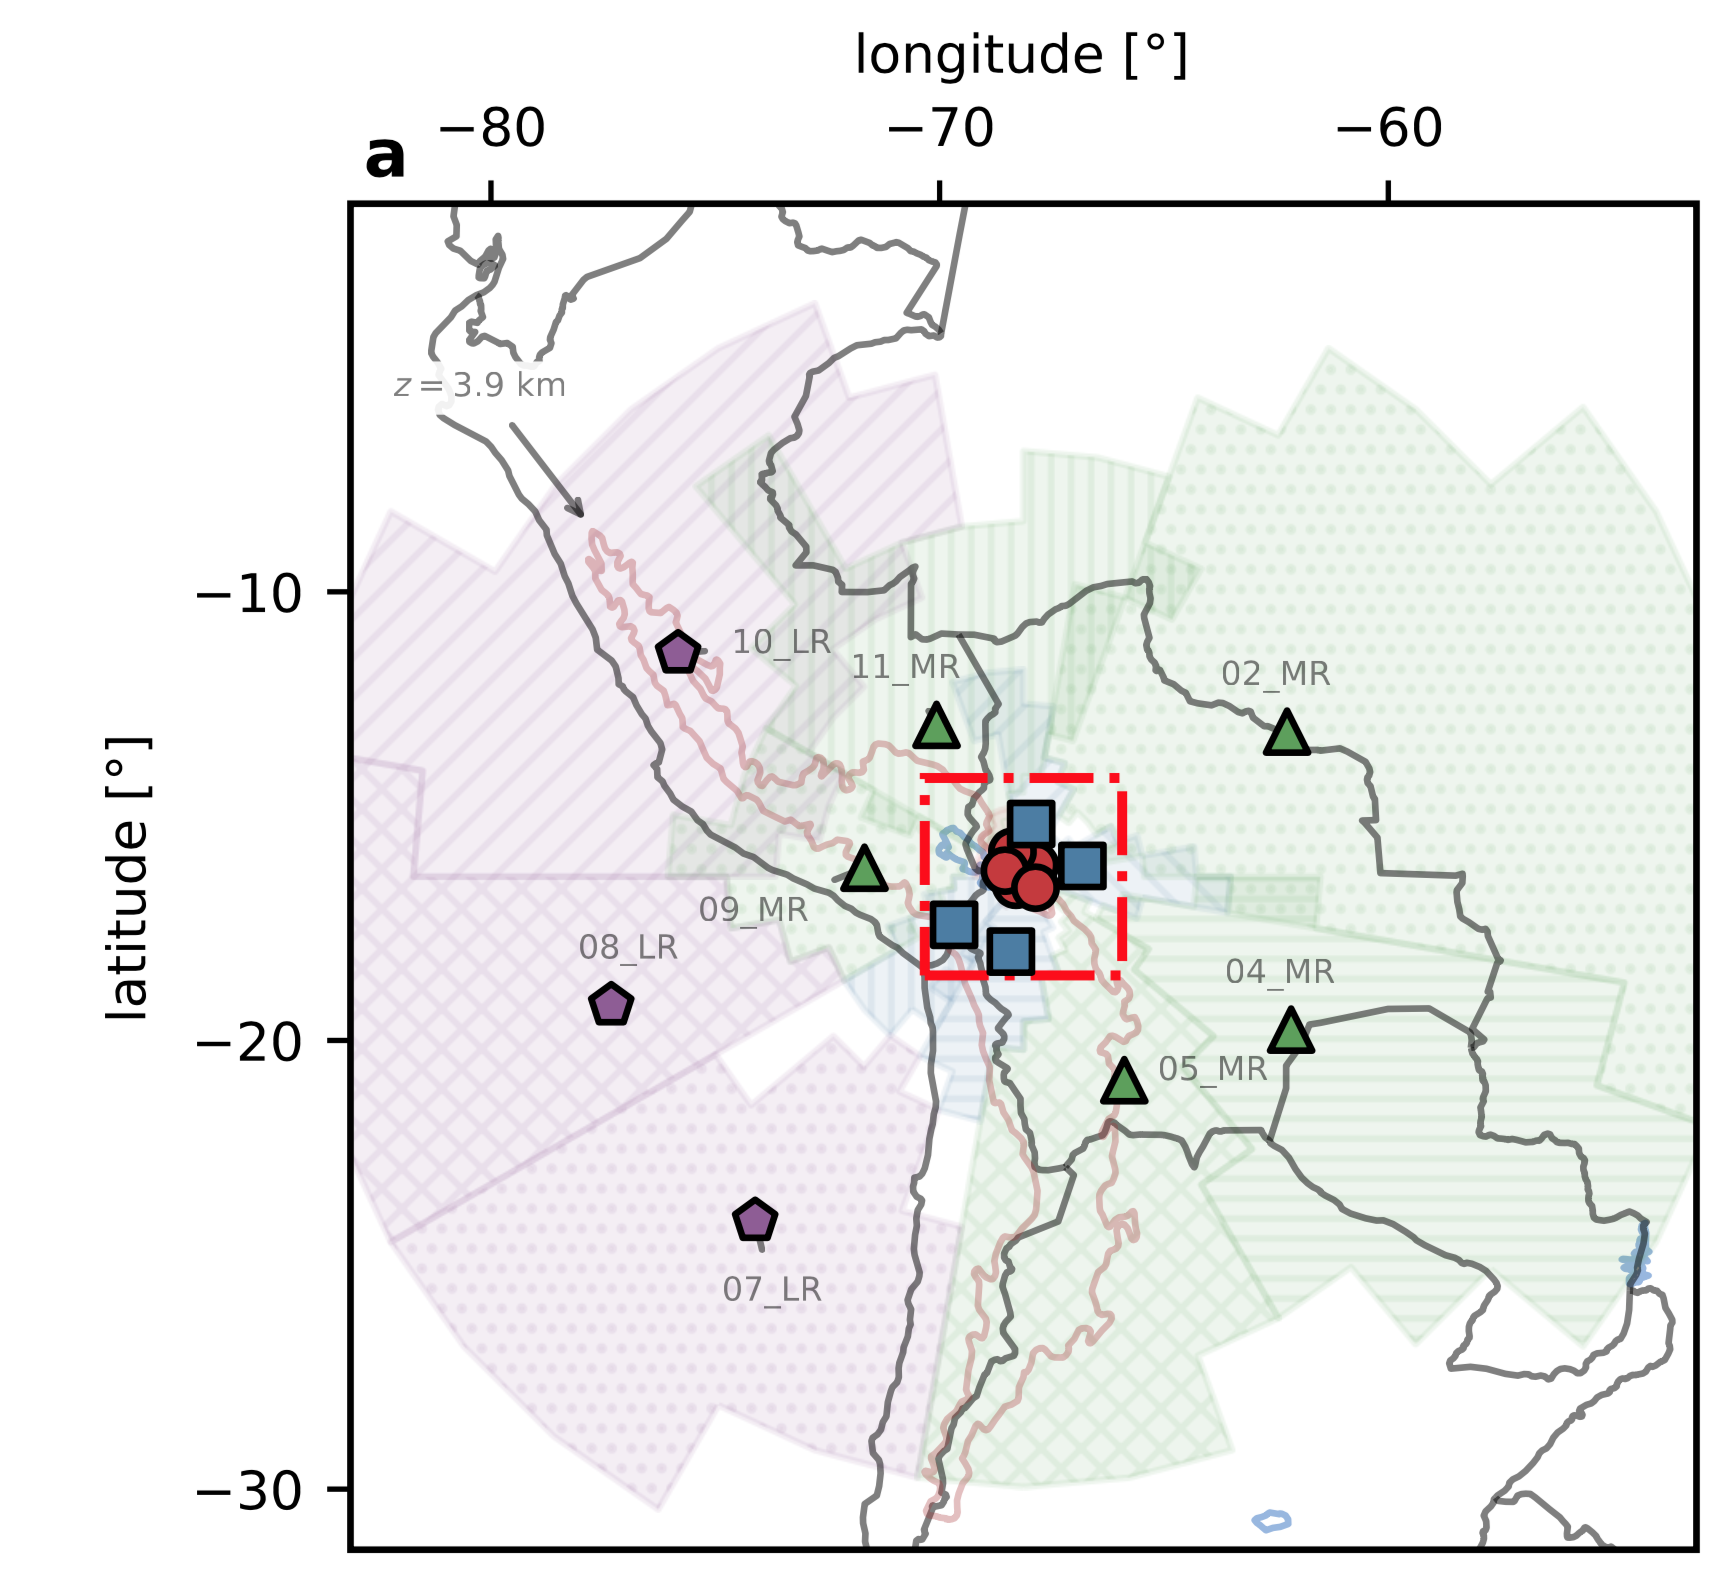 longitude [°]
−80
−70
−60
a
z = 3.9 km
−10
10_LR
11_MR
02_MR
latitude [°]
09_MR
08_LR
04_MR
−20
05_MR
07_LR
−30